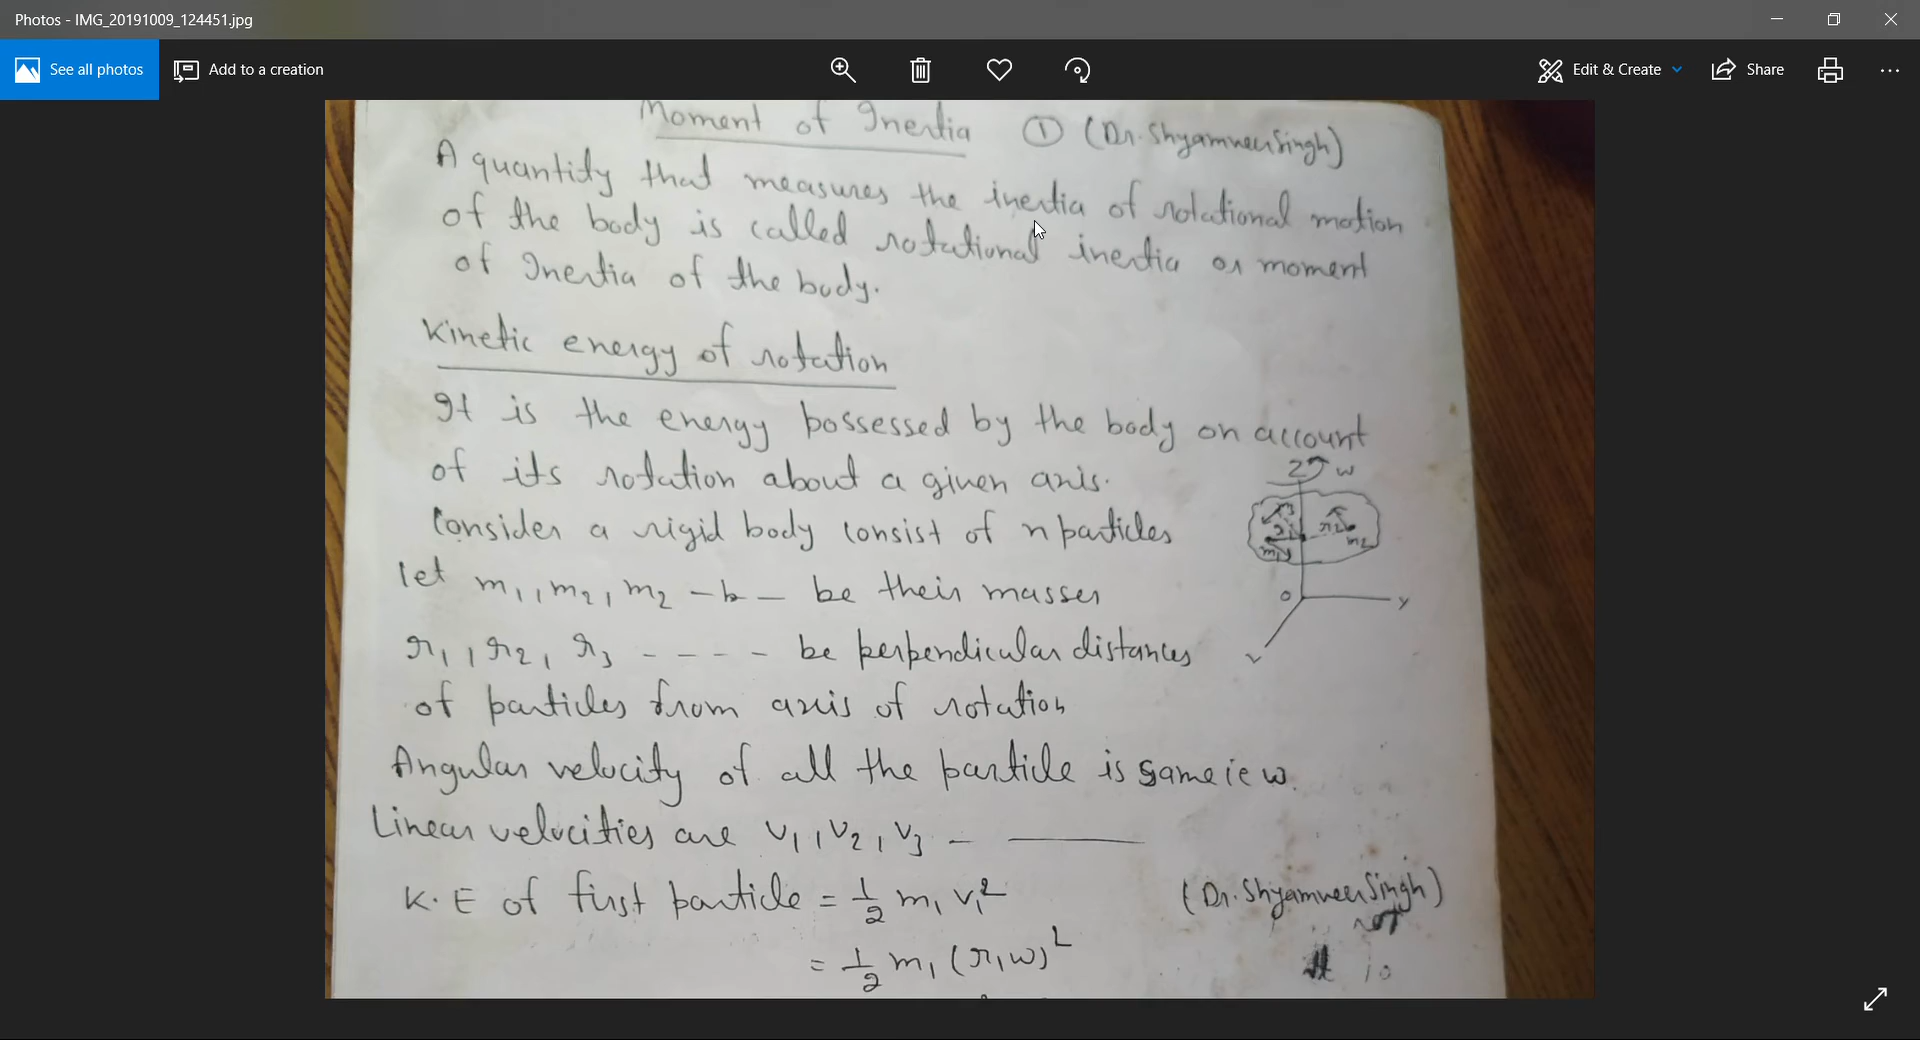 Photos - IMG_20191009_124451.jpg
See all photos
Add to a creation
Edit & Create
Share
Moment of Inertia ① (Dr. Shyamveer Singh)
A quantity that measures the inertia of rotational motion
of the body is called rotational inertia or moment
of Inertia of the body.
Kinetic energy of rotation
It is the energy possessed by the body on account
of its rotation about a given axis.
Consider a rigid body consist of n particles
let m₁, m₂, m₂ - - - be their masses
r₁, r₂, r₃ - - - - be perpendicular distances
of particles from axis of rotation
Angular velocity of all the particle is same ie w.
Linear velocities are v₁, v₂, v₃ - ———
K.E of first particle = 1/2 m₁ v₁²
(Dr. Shyamveer Singh)
= 1/2 m₁ (r₁w)²
Z w
r₂
m₂
m₁
O
Y